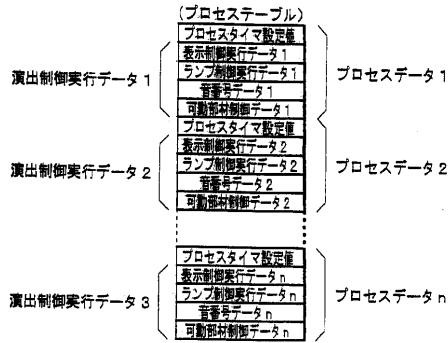 (プロセステーブル)
プロセスタイマ設定値
表示制御実行データ1
ランプ制御実行データ1
音番号データ1
可動部材制御データ1
演出制御実行データ1
プロセスデータ1
プロセスタイマ設定値
表示制御実行データ2
ランプ制御実行データ2
音番号データ2
可動部材制御データ2
演出制御実行データ2
プロセスデータ2
プロセスタイマ設定値
表示制御実行データn
ランプ制御実行データn
音番号データn
可動部材制御データn
演出制御実行データ3
プロセスデータn